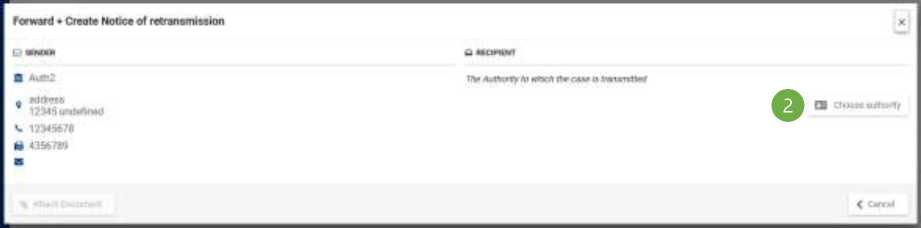 Forward + Create Notice of retransmission
×
SENDER
RECIPIENT
Auth2
The Authority to which the case is transmitted
address
12345 undefined
2
Choose authority
12345678
4356789
Attach Document
Cancel